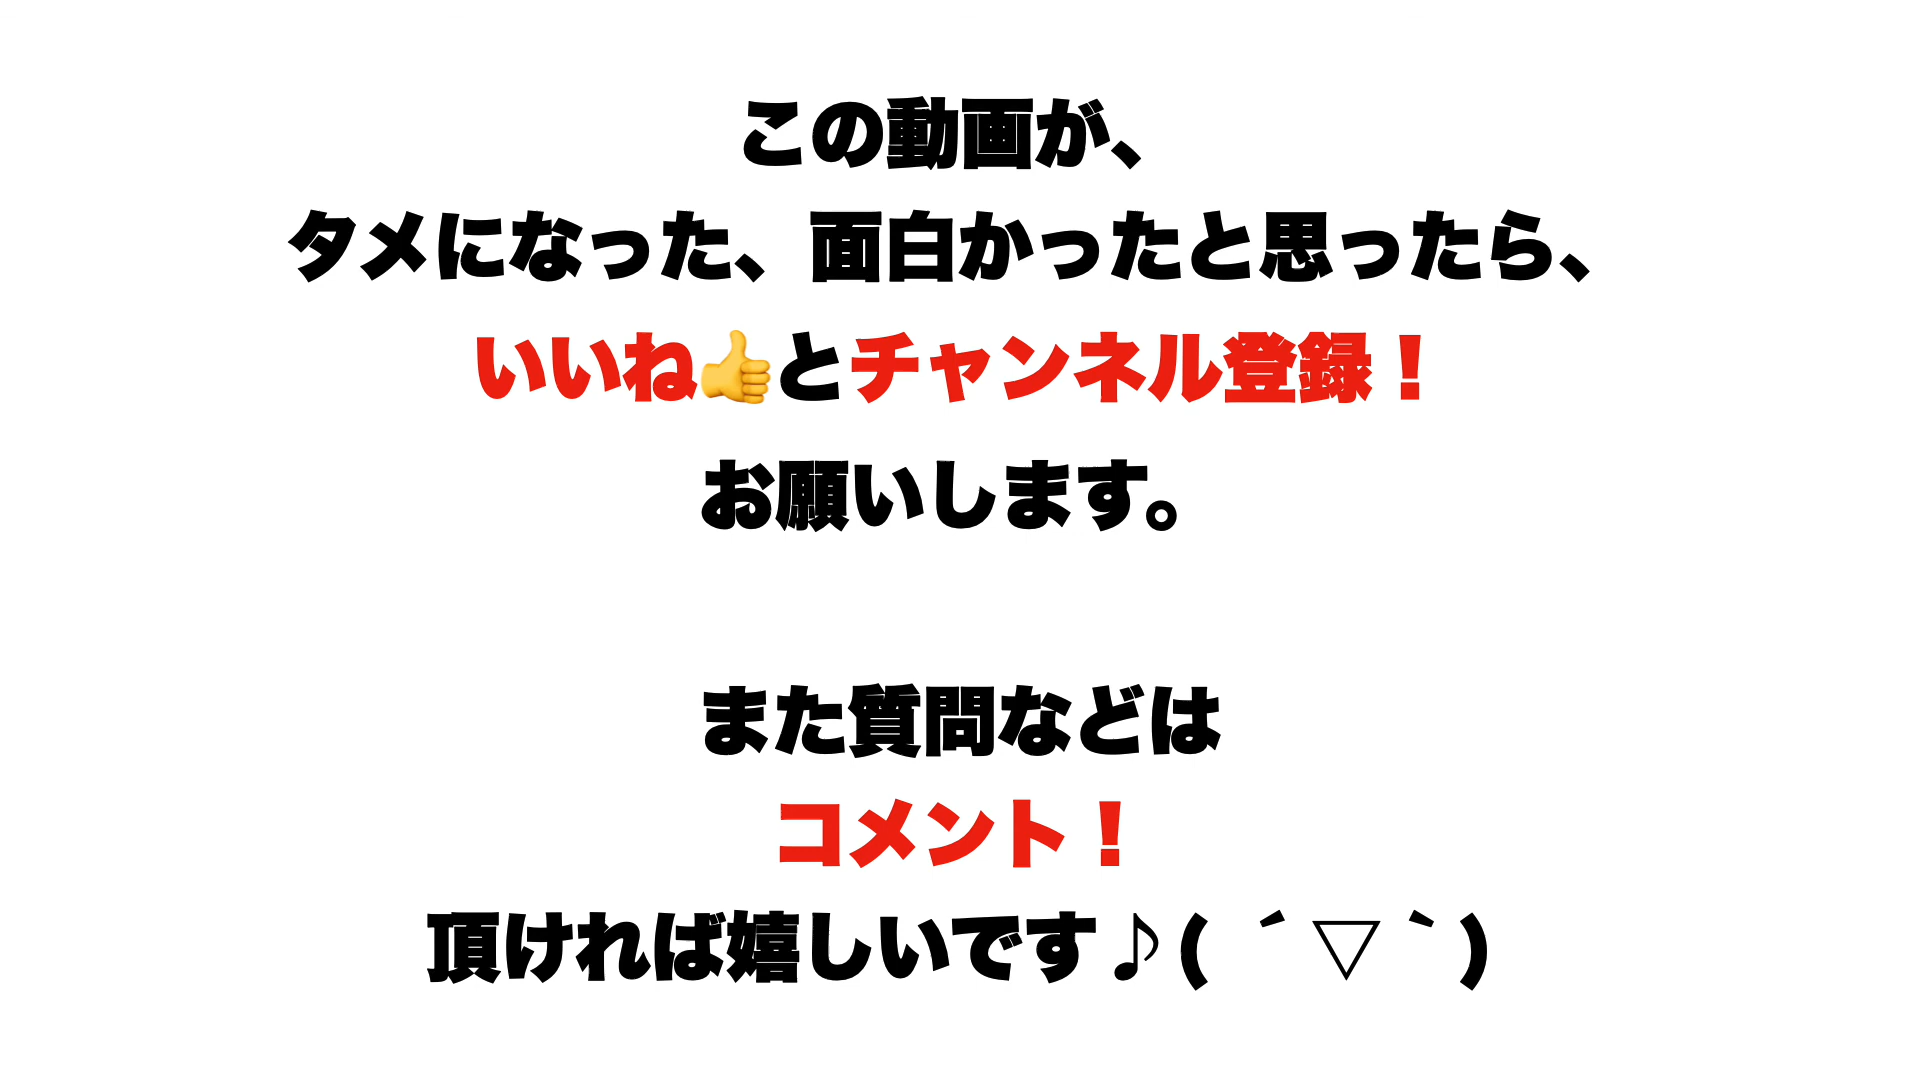 この動画が、
タメになった、面白かったと思ったら、
いいね👍とチャンネル登録！
お願いします。
また質問などは
コメント！
頂ければ嬉しいです♪( ´▽｀)